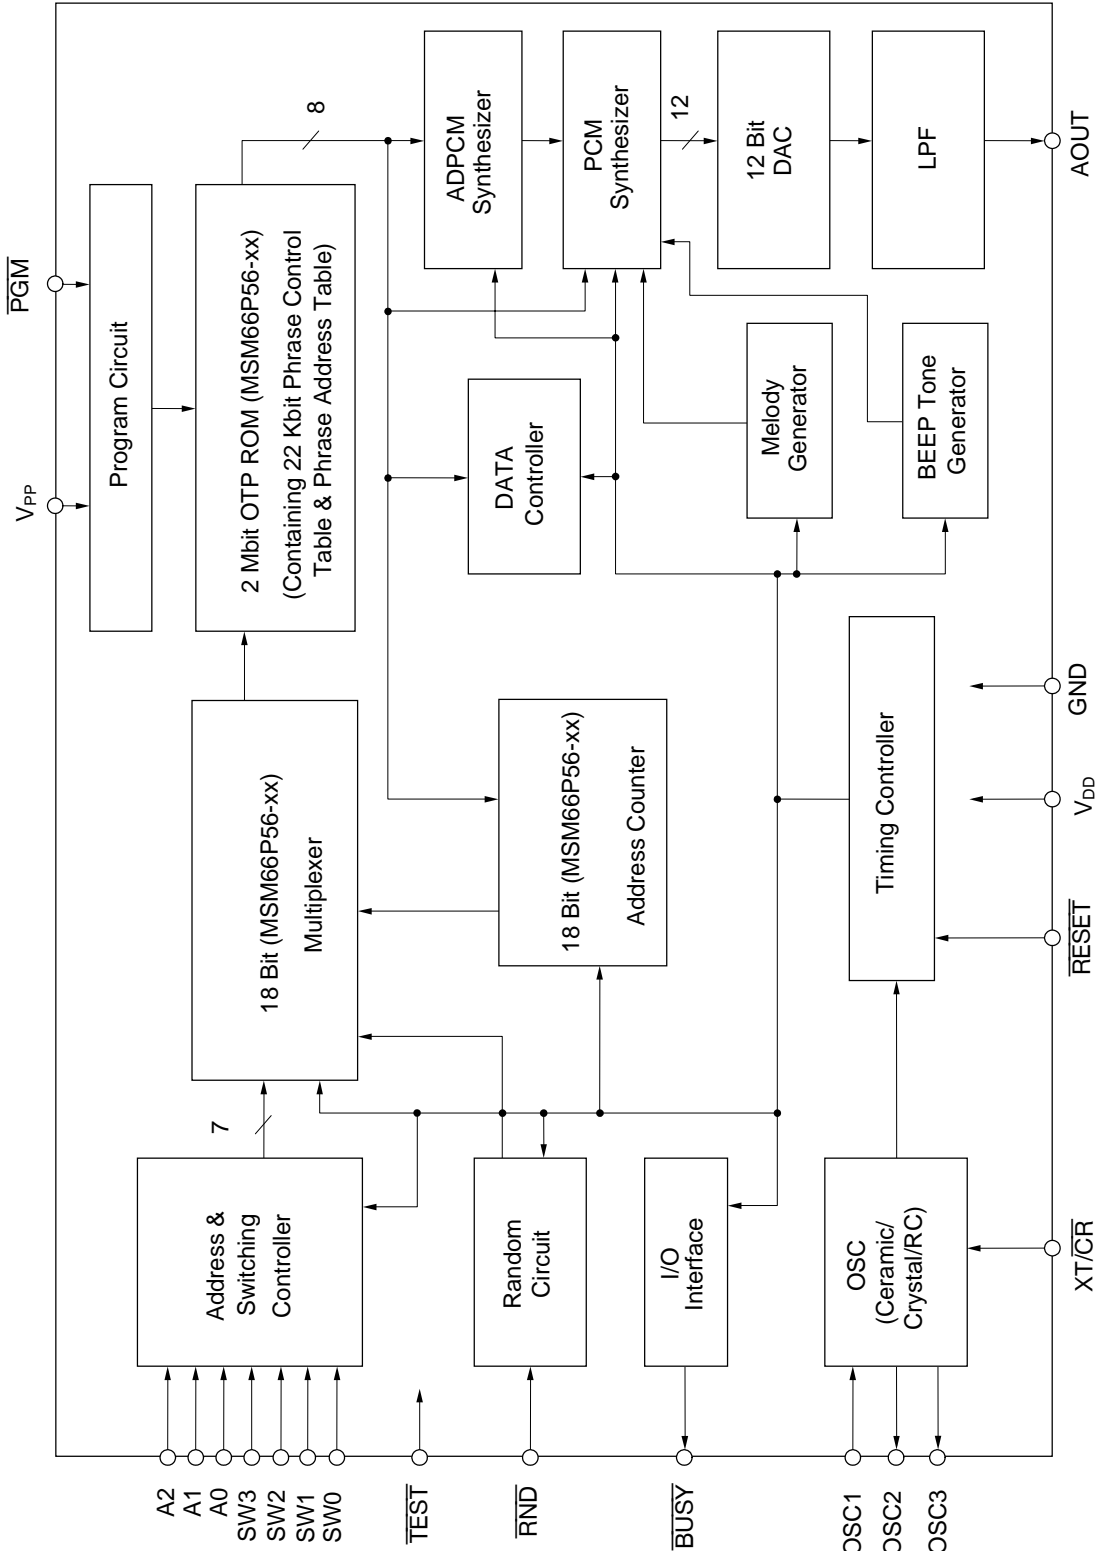 A2
A1
A0
SW3
SW2
SW1
SW0
TEST
RND
BUSY
OSC1
OSC2
OSC3
Address &
Switching
Controller
7
Random
Circuit
I/O
Interface
OSC
(Ceramic/
Crystal/RC)
XT/CR
18 Bit (MSM66P56-xx)
Multiplexer
18 Bit (MSM66P56-xx)
Address Counter
Timing Controller
RESET
VDD
GND
VPP
PGM
Program Circuit
2 Mbit OTP ROM (MSM66P56-xx)
(Containing 22 Kbit Phrase Control
Table & Phrase Address Table)
8
DATA
Controller
Melody
Generator
BEEP Tone
Generator
ADPCM
Synthesizer
PCM
Synthesizer
12
12 Bit
DAC
LPF
AOUT